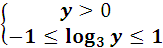 y > 0
−1 ≤ log₃ y ≤ 1